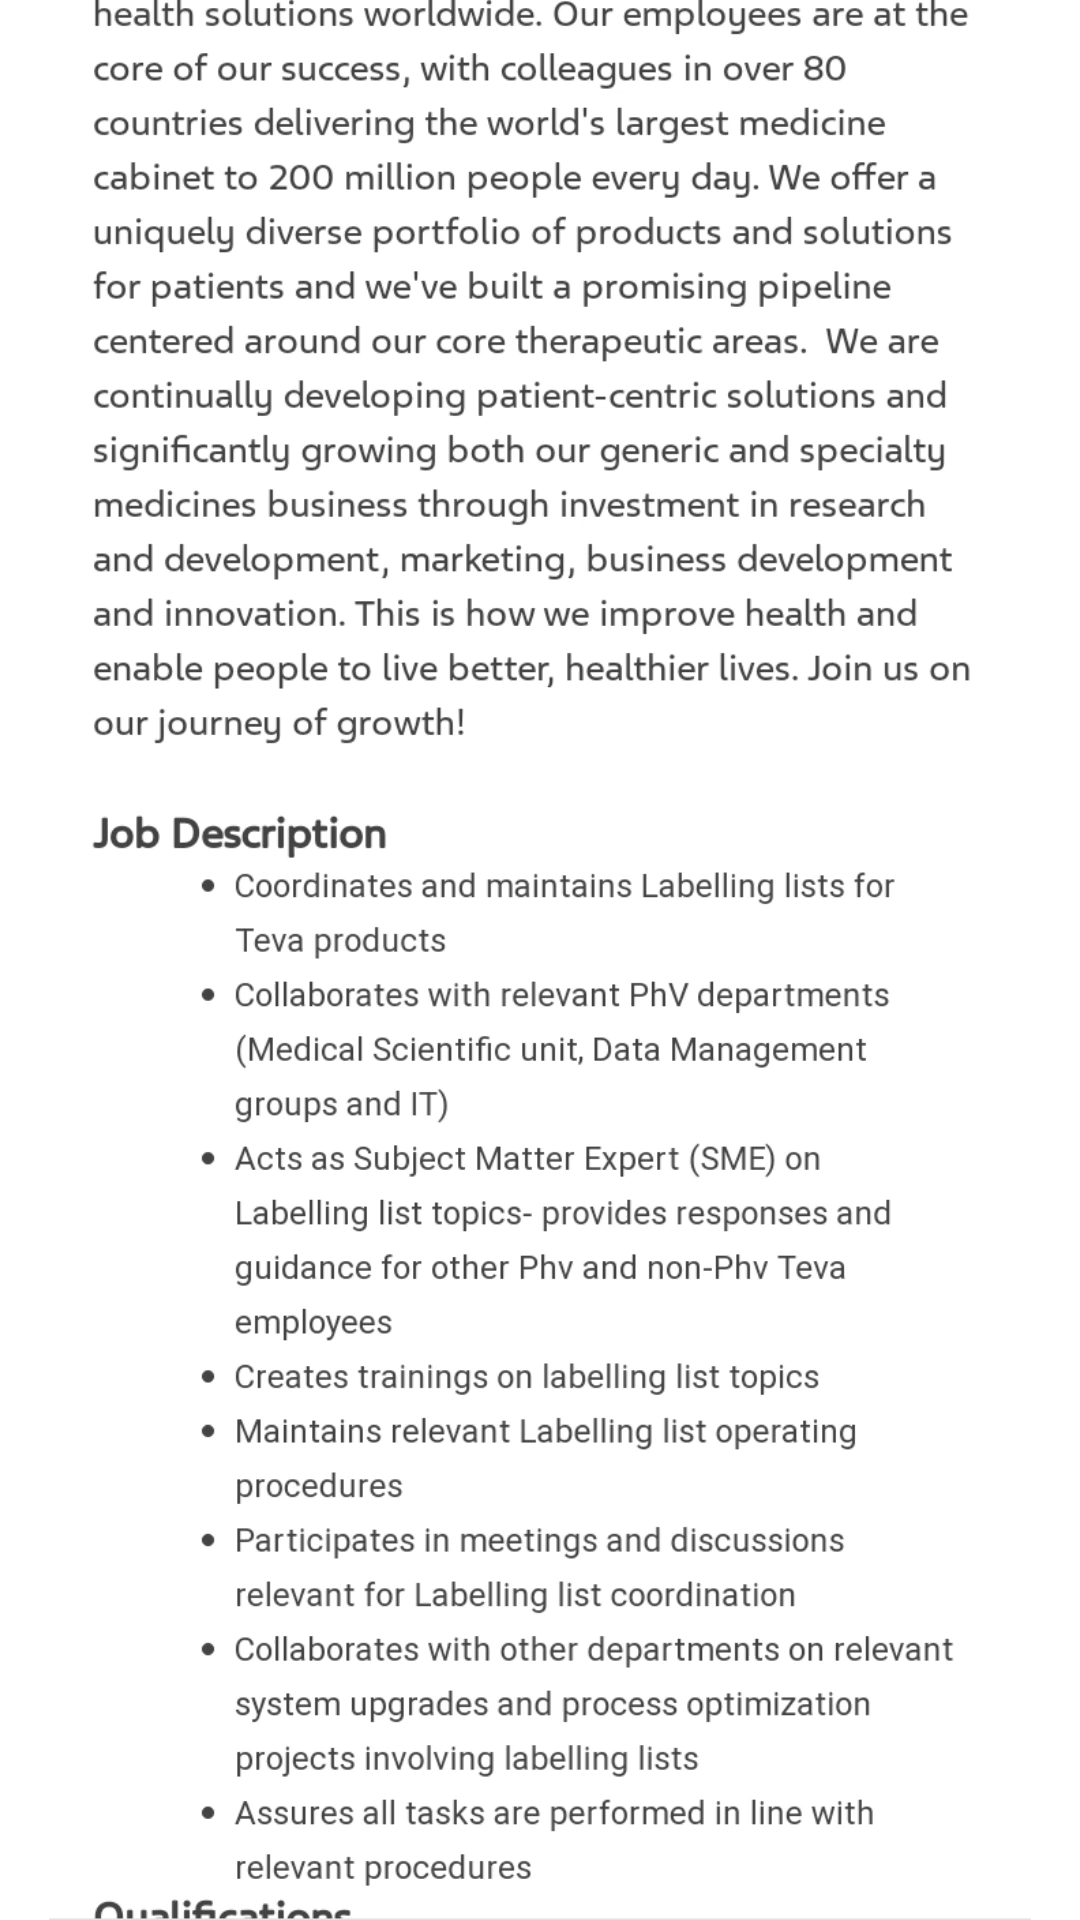 health solutions worldwide. Our employees are at the
core of our success, with colleagues in over 80
countries delivering the world's largest medicine
cabinet to 200 million people every day. We offer a
uniquely diverse portfolio of products and solutions
for patients and we've built a promising pipeline
centered around our core therapeutic areas.  We are
continually developing patient-centric solutions and
significantly growing both our generic and specialty
medicines business through investment in research
and development, marketing, business development
and innovation. This is how we improve health and
enable people to live better, healthier lives. Join us on
our journey of growth!
Job Description
• Coordinates and maintains Labelling lists for
Teva products
• Collaborates with relevant PhV departments
(Medical Scientific unit, Data Management
groups and IT)
• Acts as Subject Matter Expert (SME) on
Labelling list topics- provides responses and
guidance for other Phv and non-Phv Teva
employees
• Creates trainings on labelling list topics
• Maintains relevant Labelling list operating
procedures
• Participates in meetings and discussions
relevant for Labelling list coordination
• Collaborates with other departments on relevant
system upgrades and process optimization
projects involving labelling lists
• Assures all tasks are performed in line with
relevant procedures
Qualifications